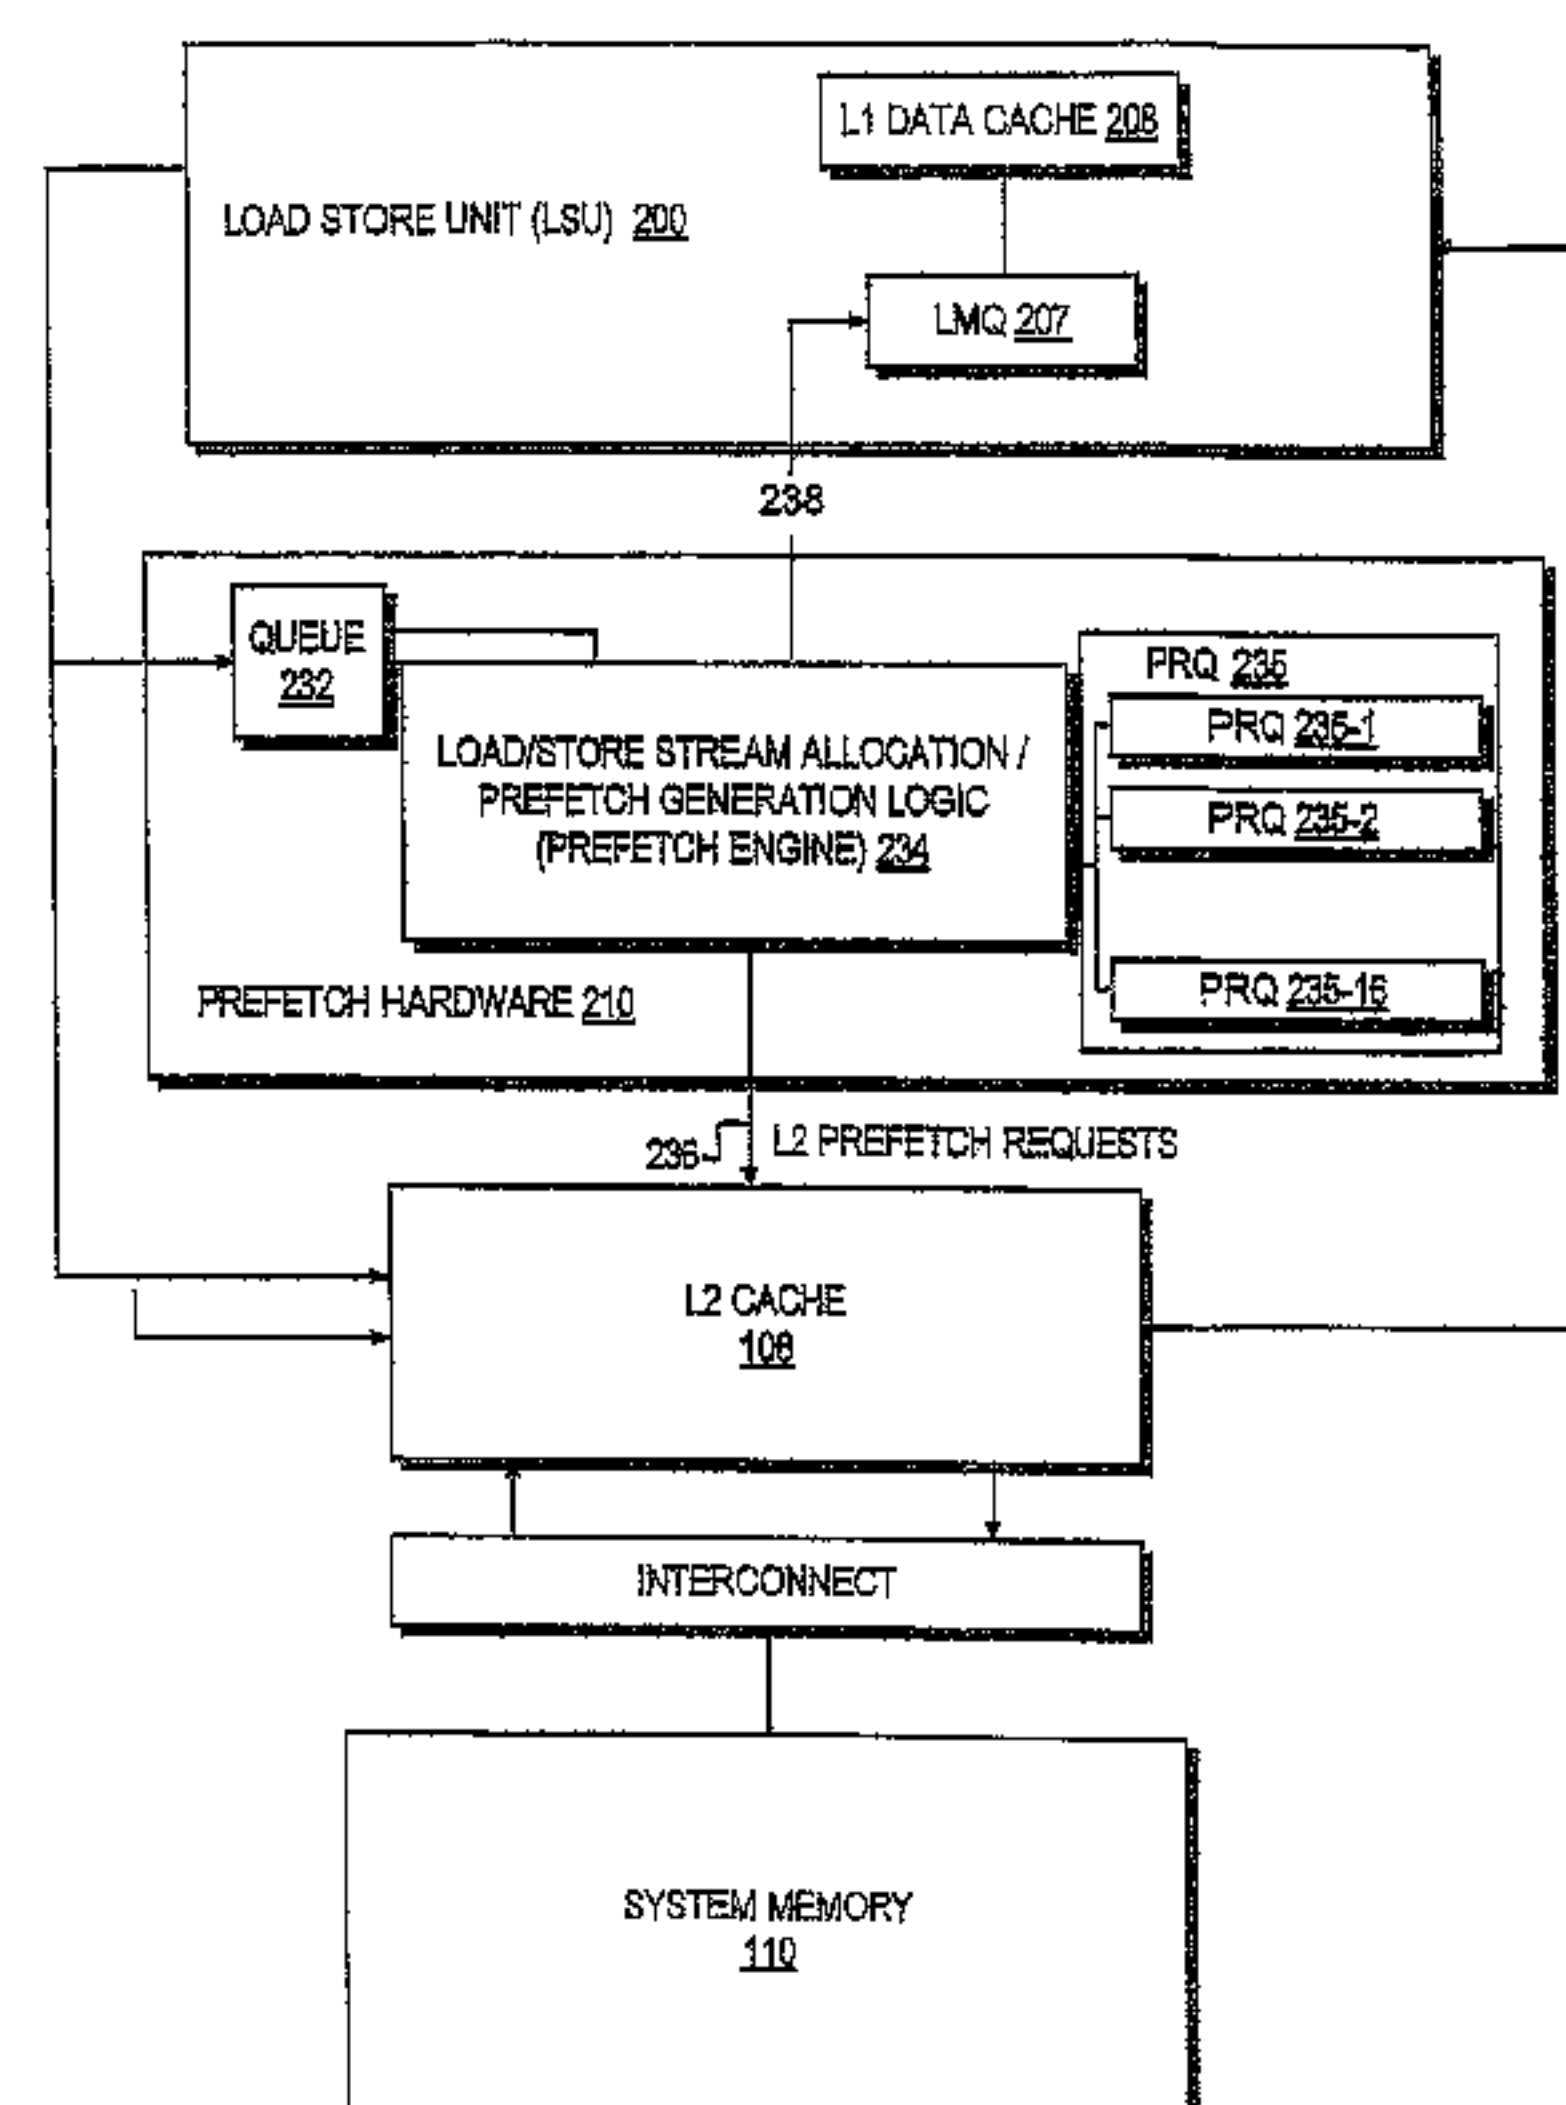 L1 DATA CACHE 208
LOAD STORE UNIT (LSU) 200
LMQ 207
238
QUEUE
232
LOAD/STORE STREAM ALLOCATION /
PREFETCH GENERATION LOGIC
(PREFETCH ENGINE) 234
PRQ 235
PRQ 235-1
PRQ 235-2
PRQ 235-16
PREFETCH HARDWARE 210
236
L2 PREFETCH REQUESTS
L2 CACHE
108
INTERCONNECT
SYSTEM MEMORY
110